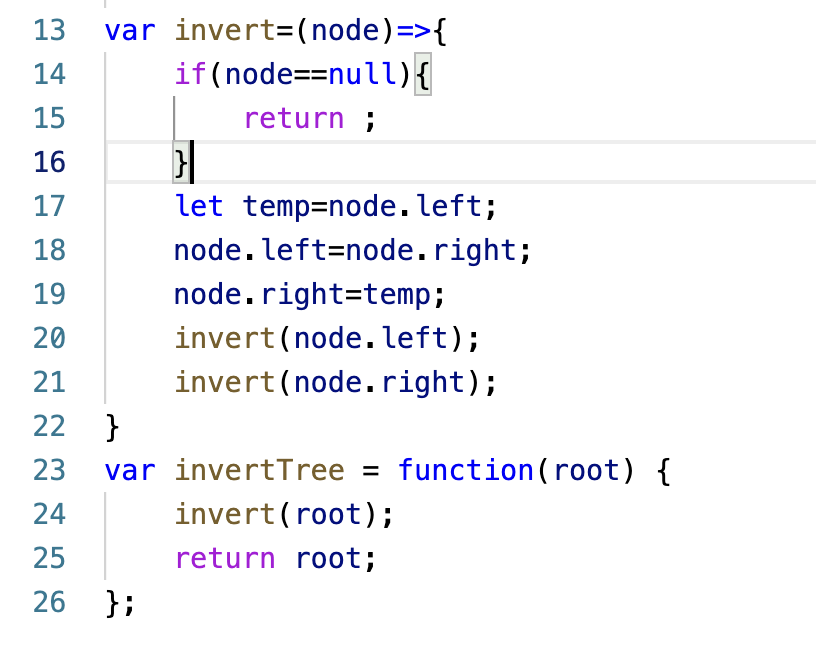 13 var invert=(node)=>{
14     if(node==null){
15         return ;
16     }
17     let temp=node.left;
18     node.left=node.right;
19     node.right=temp;
20     invert(node.left);
21     invert(node.right);
22 }
23 var invertTree = function(root) {
24     invert(root);
25     return root;
26 };